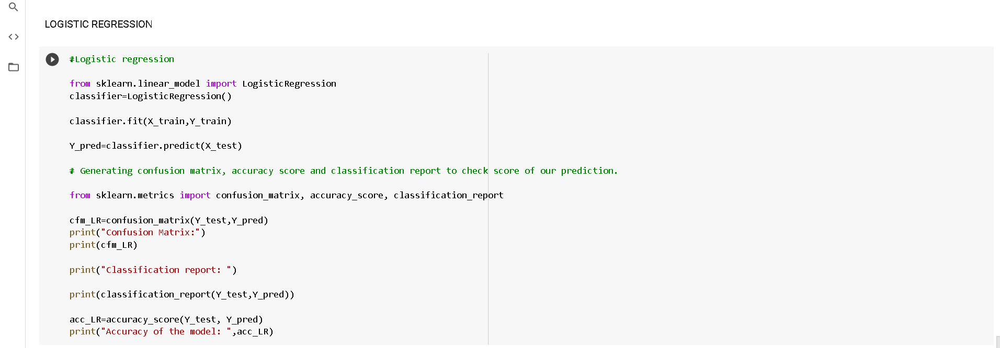 LOGISTIC REGRESSION
#Logistic regression
from sklearn.linear_model import LogisticRegression
classifier=LogisticRegression()
classifier.fit(X_train,Y_train)
Y_pred=classifier.predict(X_test)
# Generating confusion matrix, accuracy score and classification report to check score of our prediction.
from sklearn.metrics import confusion_matrix, accuracy_score, classification_report
cfm_LR=confusion_matrix(Y_test,Y_pred)
print("Confusion Matrix:")
print(cfm_LR)
print("Classification report: ")
print(classification_report(Y_test,Y_pred))
acc_LR=accuracy_score(Y_test, Y_pred)
print("Accuracy of the model: ",acc_LR)